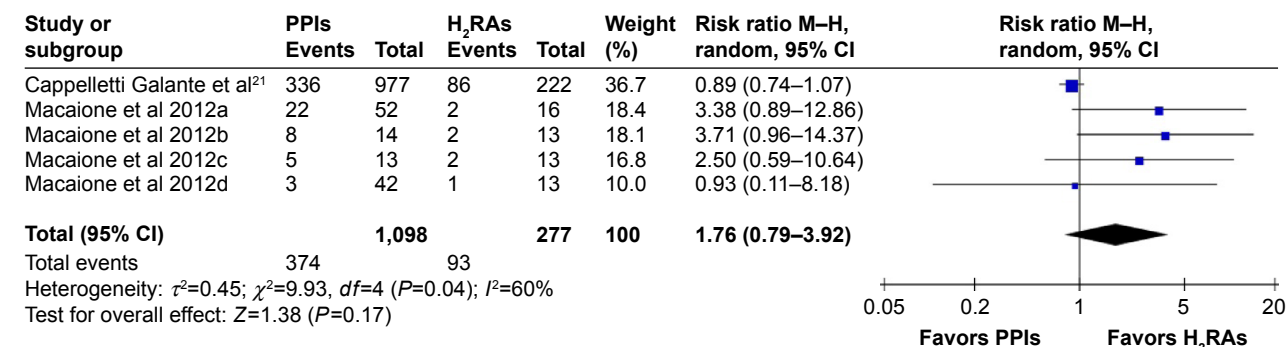 Study or PPIs H₂RAs Weight Risk ratio M–H, Risk ratio M–H,
subgroup Events Total Events Total (%) random, 95% CI random, 95% CI
Cappelletti Galante et al²¹ 336 977 86 222 36.7 0.89 (0.74–1.07)
Macaione et al 2012a 22 52 2 16 18.4 3.38 (0.89–12.86)
Macaione et al 2012b 8 14 2 13 18.1 3.71 (0.96–14.37)
Macaione et al 2012c 5 13 2 13 16.8 2.50 (0.59–10.64)
Macaione et al 2012d 3 42 1 13 10.0 0.93 (0.11–8.18)
Total (95% CI) 1,098 277 100 1.76 (0.79–3.92)
Total events 374 93
Heterogeneity: τ²=0.45; χ²=9.93, df=4 (P=0.04); I²=60%
Test for overall effect: Z=1.38 (P=0.17)
0.05 0.2 1 5 20
Favors PPIs Favors H₂RAs